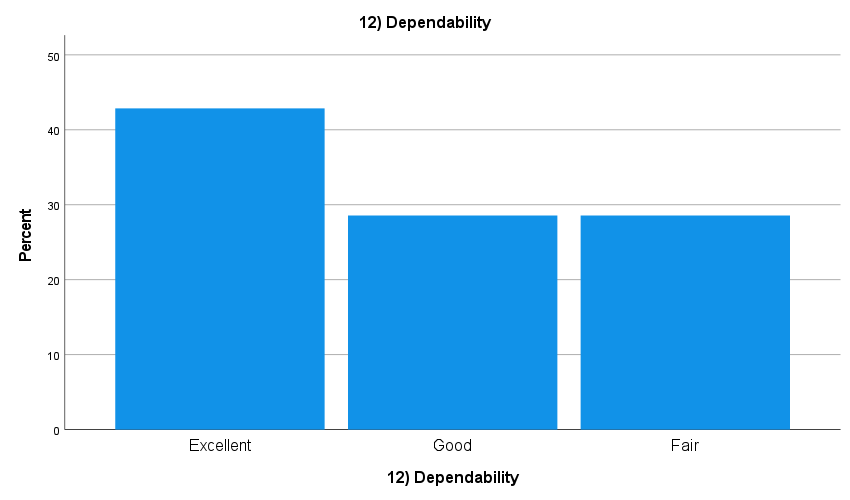 12) Dependability
50
40
30
20
10
0
Percent
Excellent Good Fair
12) Dependability